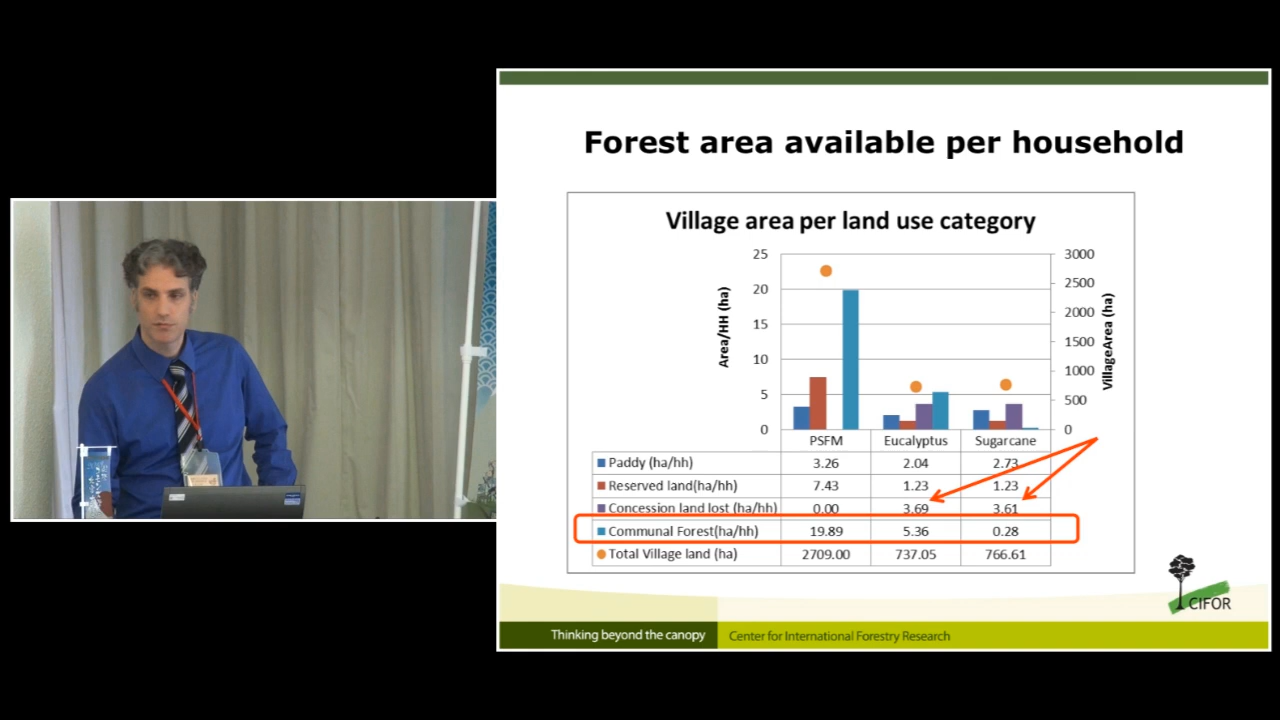 Forest area available per household
Village area per land use category
25
20
15
10
5
0
Area/HH (ha)
3000
2500
2000
1500
1000
500
0
VillageArea (ha)
PSFM Eucalyptus Sugarcane
Paddy (ha/hh) 3.26 2.04 2.73
Reserved land(ha/hh) 7.43 1.23 1.23
Concession land lost (ha/hh) 0.00 3.69 3.61
Communal Forest(ha/hh) 19.89 5.36 0.28
Total Village land (ha) 2709.00 737.05 766.61
CIFOR
Thinking beyond the canopy Center for International Forestry Research